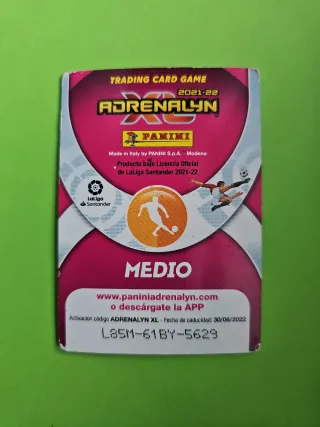 TRADING CARD GAME
2021-22
ADRENALYN
XL
PANINI
Made in Italy by PANINI S.p.A. - Modena
Producto bajo Licencia Oficial
de LaLiga Santander 2021-22
LaLiga
Santander
MEDIO
www.paniniadrenalyn.com
o descárgate la APP
Activación código ADRENALYN XL - Fecha de caducidad: 30/06/2022
L85M-61BY-5629